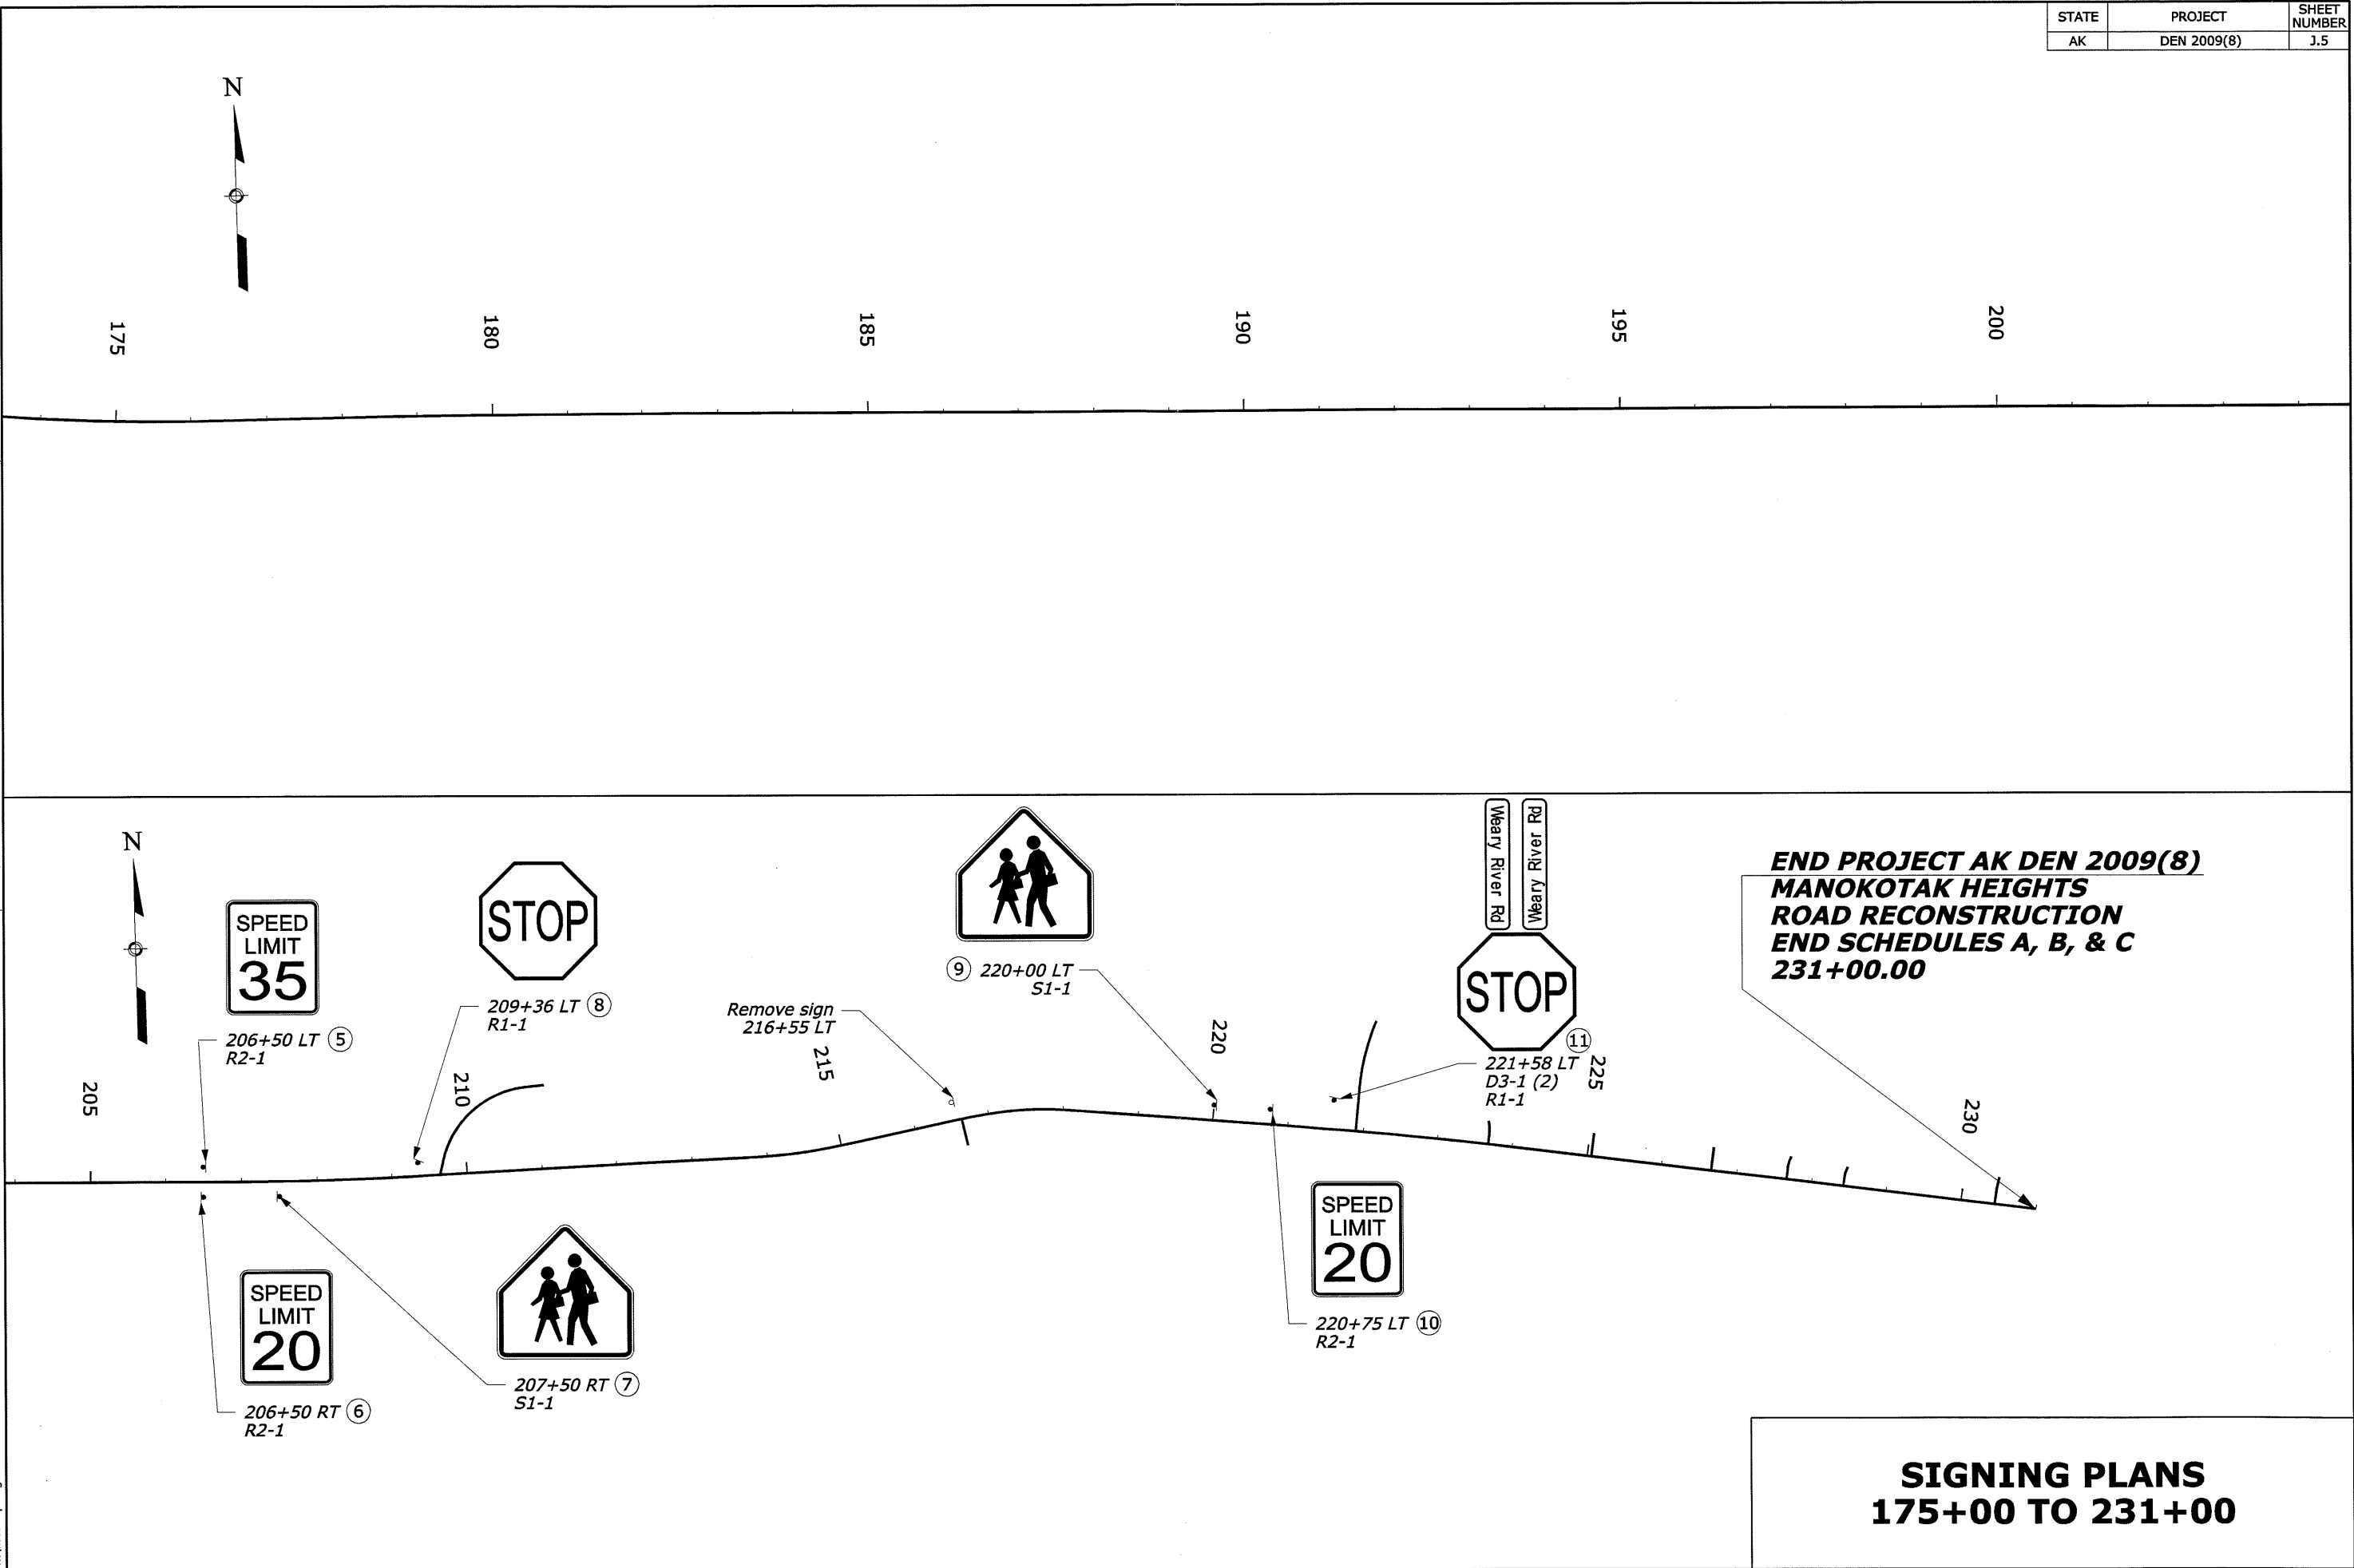 STATE PROJECT SHEET NUMBER
AK DEN 2009(8) J.5
N
175 180 185 190 195 200
N
SPEED
LIMIT
35
206+50 LT 5
R2-1
STOP
209+36 LT 8
R1-1
Remove sign
216+55 LT
9 220+00 LT
S1-1
Weary River Rd
Weary River Rd
STOP
11
221+58 LT
D3-1 (2)
R1-1
END PROJECT AK DEN 2009(8)
MANOKOTAK HEIGHTS
ROAD RECONSTRUCTION
END SCHEDULES A, B, & C
231+00.00
205 210 215 220 225 230
SPEED
LIMIT
20
206+50 RT 6
R2-1
207+50 RT 7
S1-1
SPEED
LIMIT
20
220+75 LT 10
R2-1
SIGNING PLANS
175+00 TO 231+00